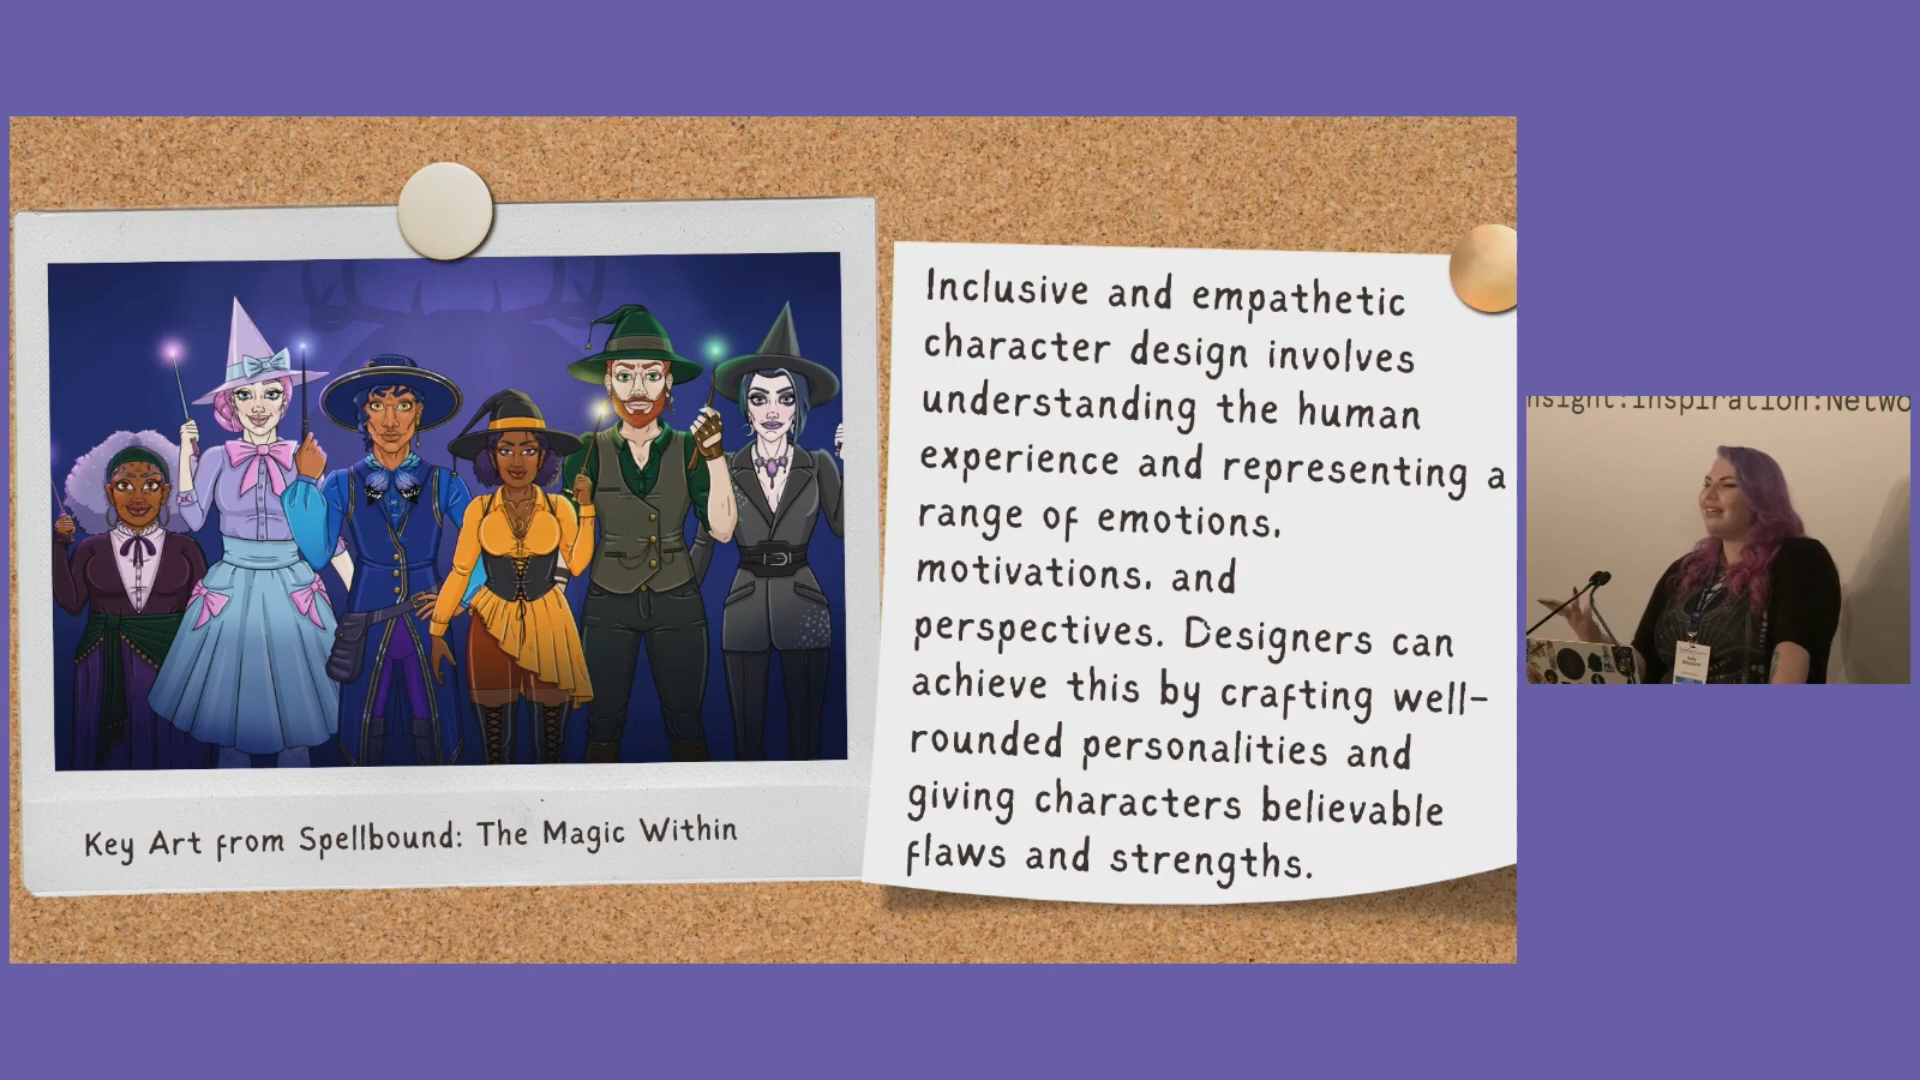 Inclusive and empathetic
character design involves
understanding the human
experience and representing a
range of emotions,
motivations, and
perspectives. Designers can
achieve this by crafting well-
rounded personalities and
giving characters believable
flaws and strengths.
Key Art from Spellbound: The Magic Within
nsight:Inspiration:Netwo